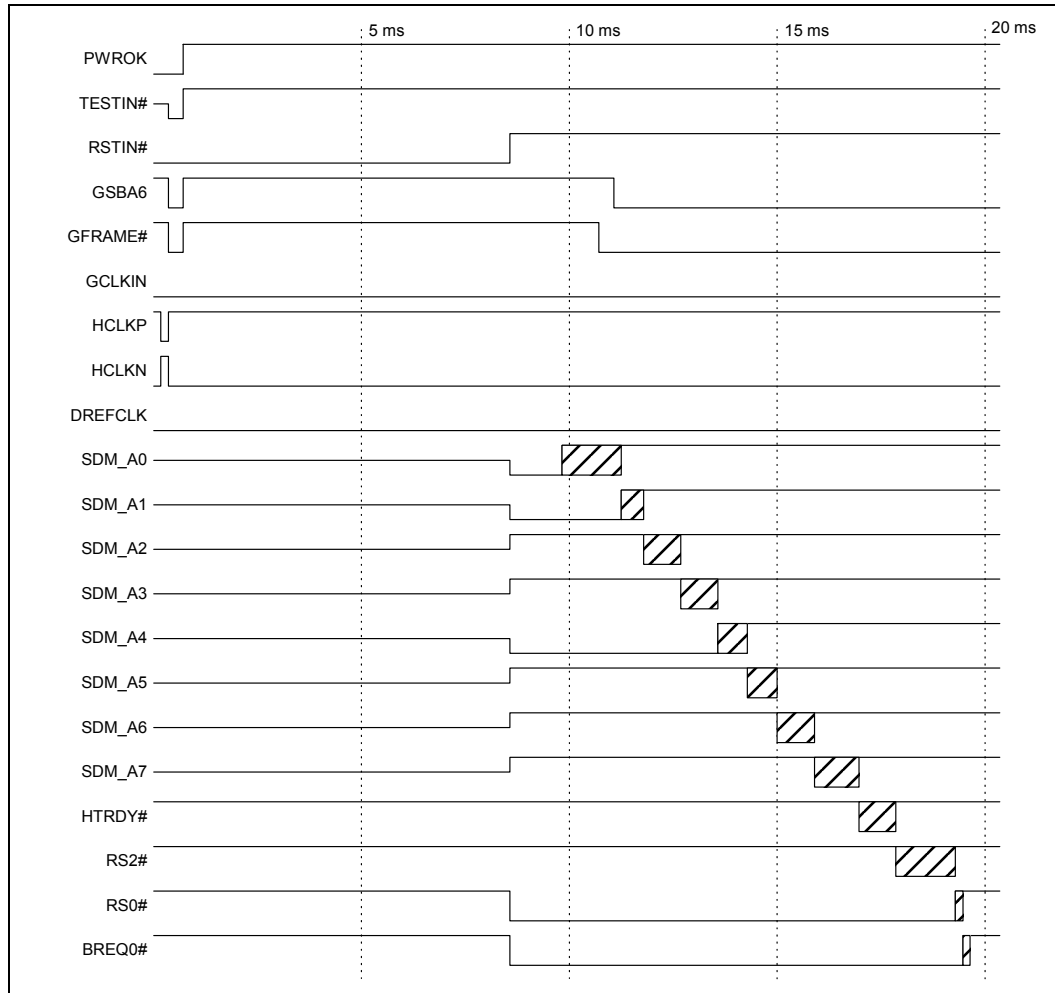 5 ms 10 ms 15 ms 20 ms
PWROK
TESTIN#
RSTIN#
GSBA6
GFRAME#
GCLKIN
HCLKP
HCLKN
DREFCLK
SDM_A0
SDM_A1
SDM_A2
SDM_A3
SDM_A4
SDM_A5
SDM_A6
SDM_A7
HTRDY#
RS2#
RS0#
BREQ0#